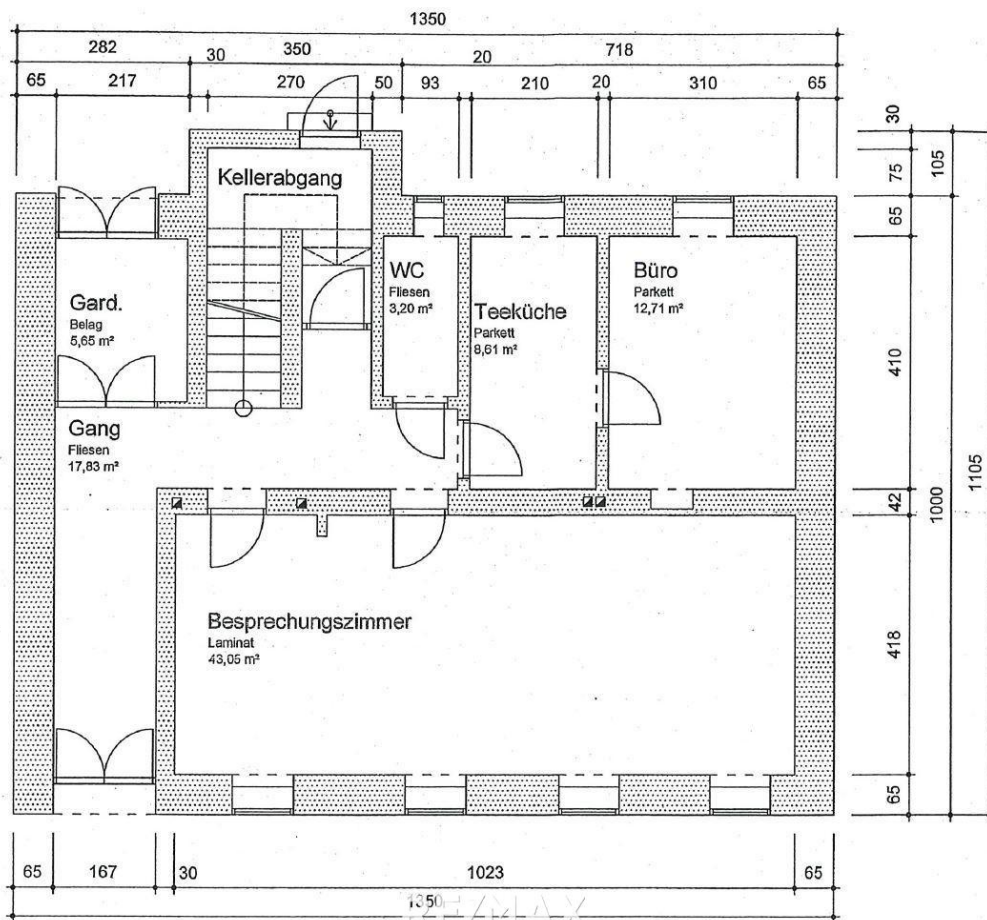 1350
282 30 350 20 718
65 217 270 50 93 210 20 310 65
30
75
105
65
410
42
1000
1105
418
65
Kellerabgang
WC
Fliesen
3,20 m²
Teeküche
Parkett
8,61 m²
Büro
Parkett
12,71 m²
Gard.
Belag
5,65 m²
Gang
Fliesen
17,83 m²
Besprechungszimmer
Laminat
43,05 m²
65 167 30 1023 65
1350
RE/MAX